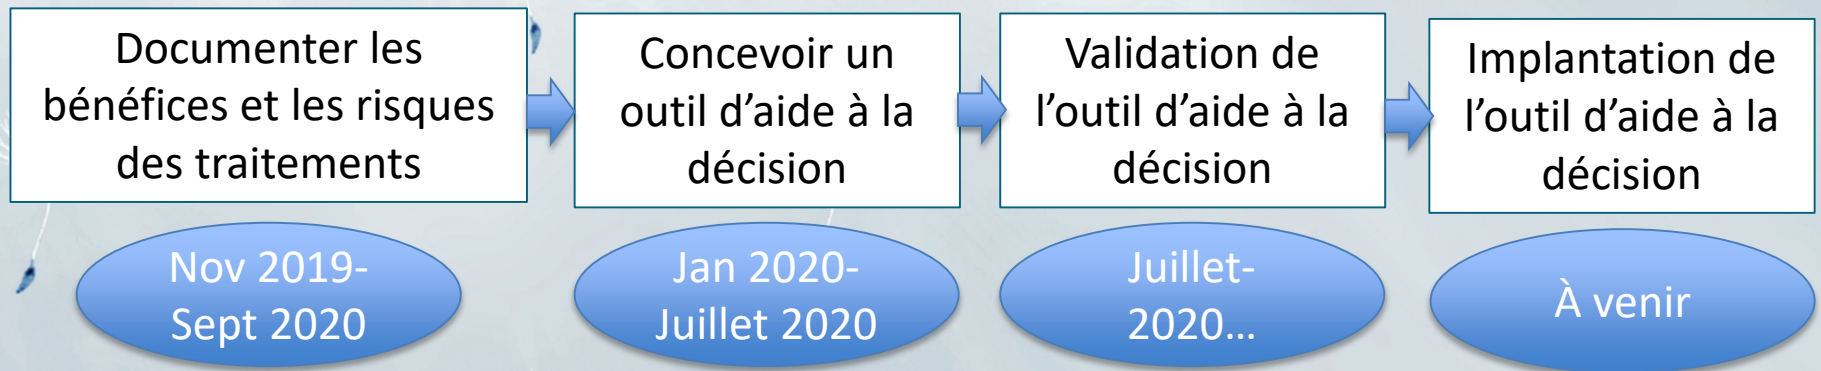 Documenter les
bénéfices et les risques
des traitements
Concevoir un
outil d’aide à la
décision
Validation de
l’outil d’aide à la
décision
Implantation de
l’outil d’aide à la
décision
Nov 2019-
Sept 2020
Jan 2020-
Juillet 2020
Juillet-
2020…
À venir